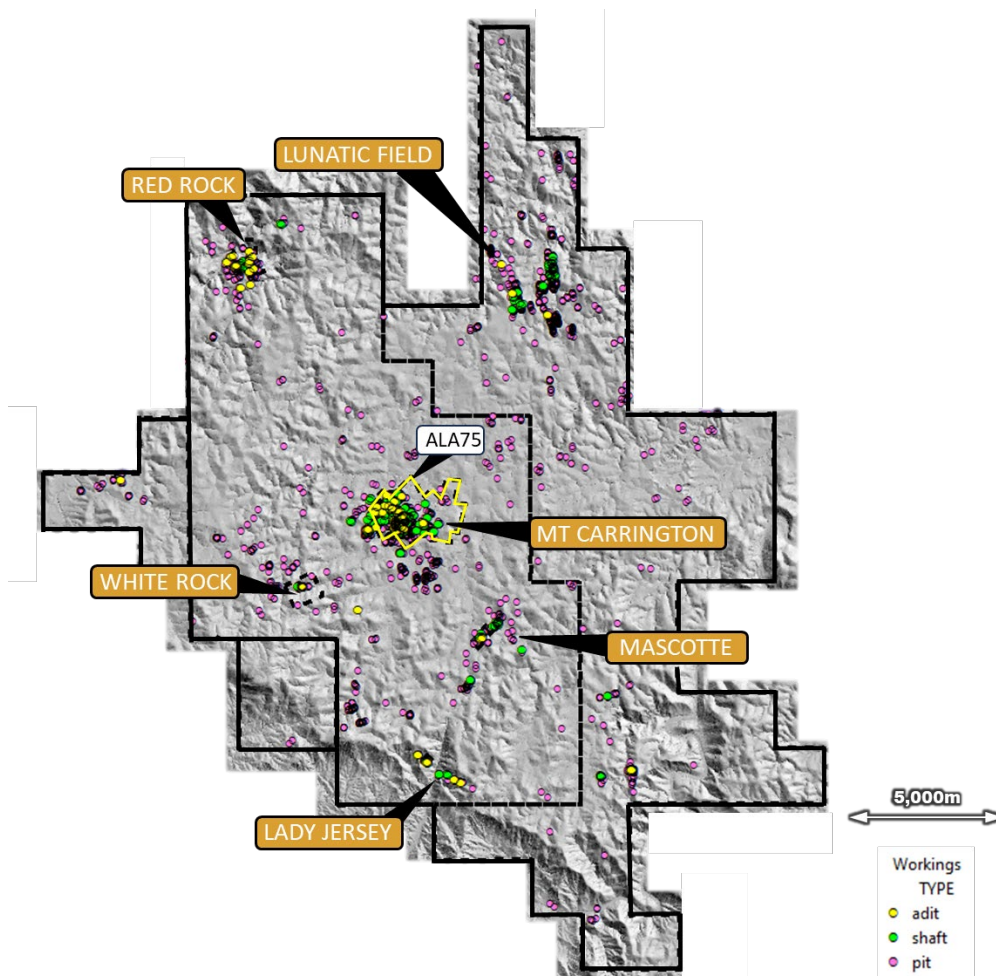 LUNATIC FIELD
RED ROCK
ALA75
MT CARRINGTON
WHITE ROCK
MASCOTTE
LADY JERSEY
5,000m
Workings
TYPE
adit
shaft
pit